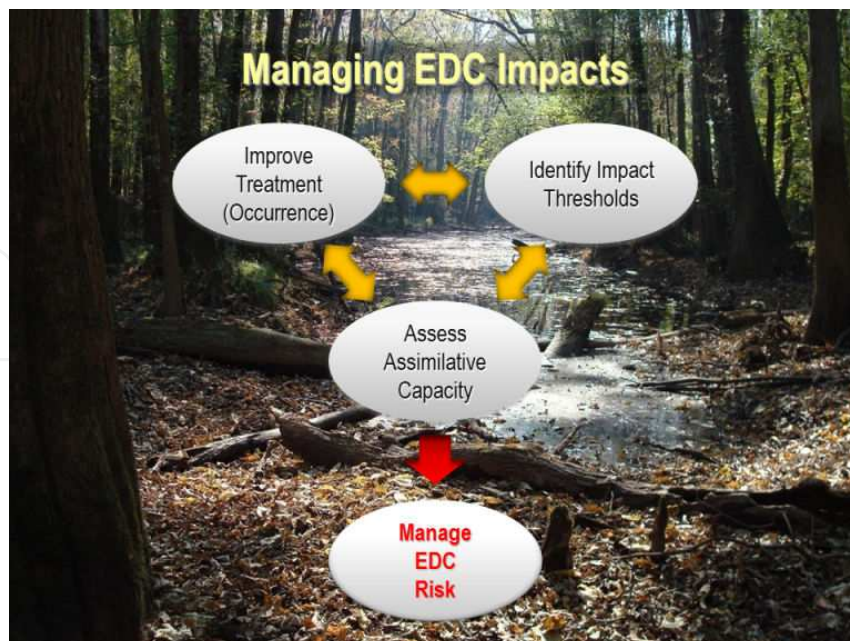 Managing EDC Impacts
Improve
Treatment
(Occurrence)
Identify Impact
Thresholds
Assess
Assimilative
Capacity
Manage
EDC
Risk